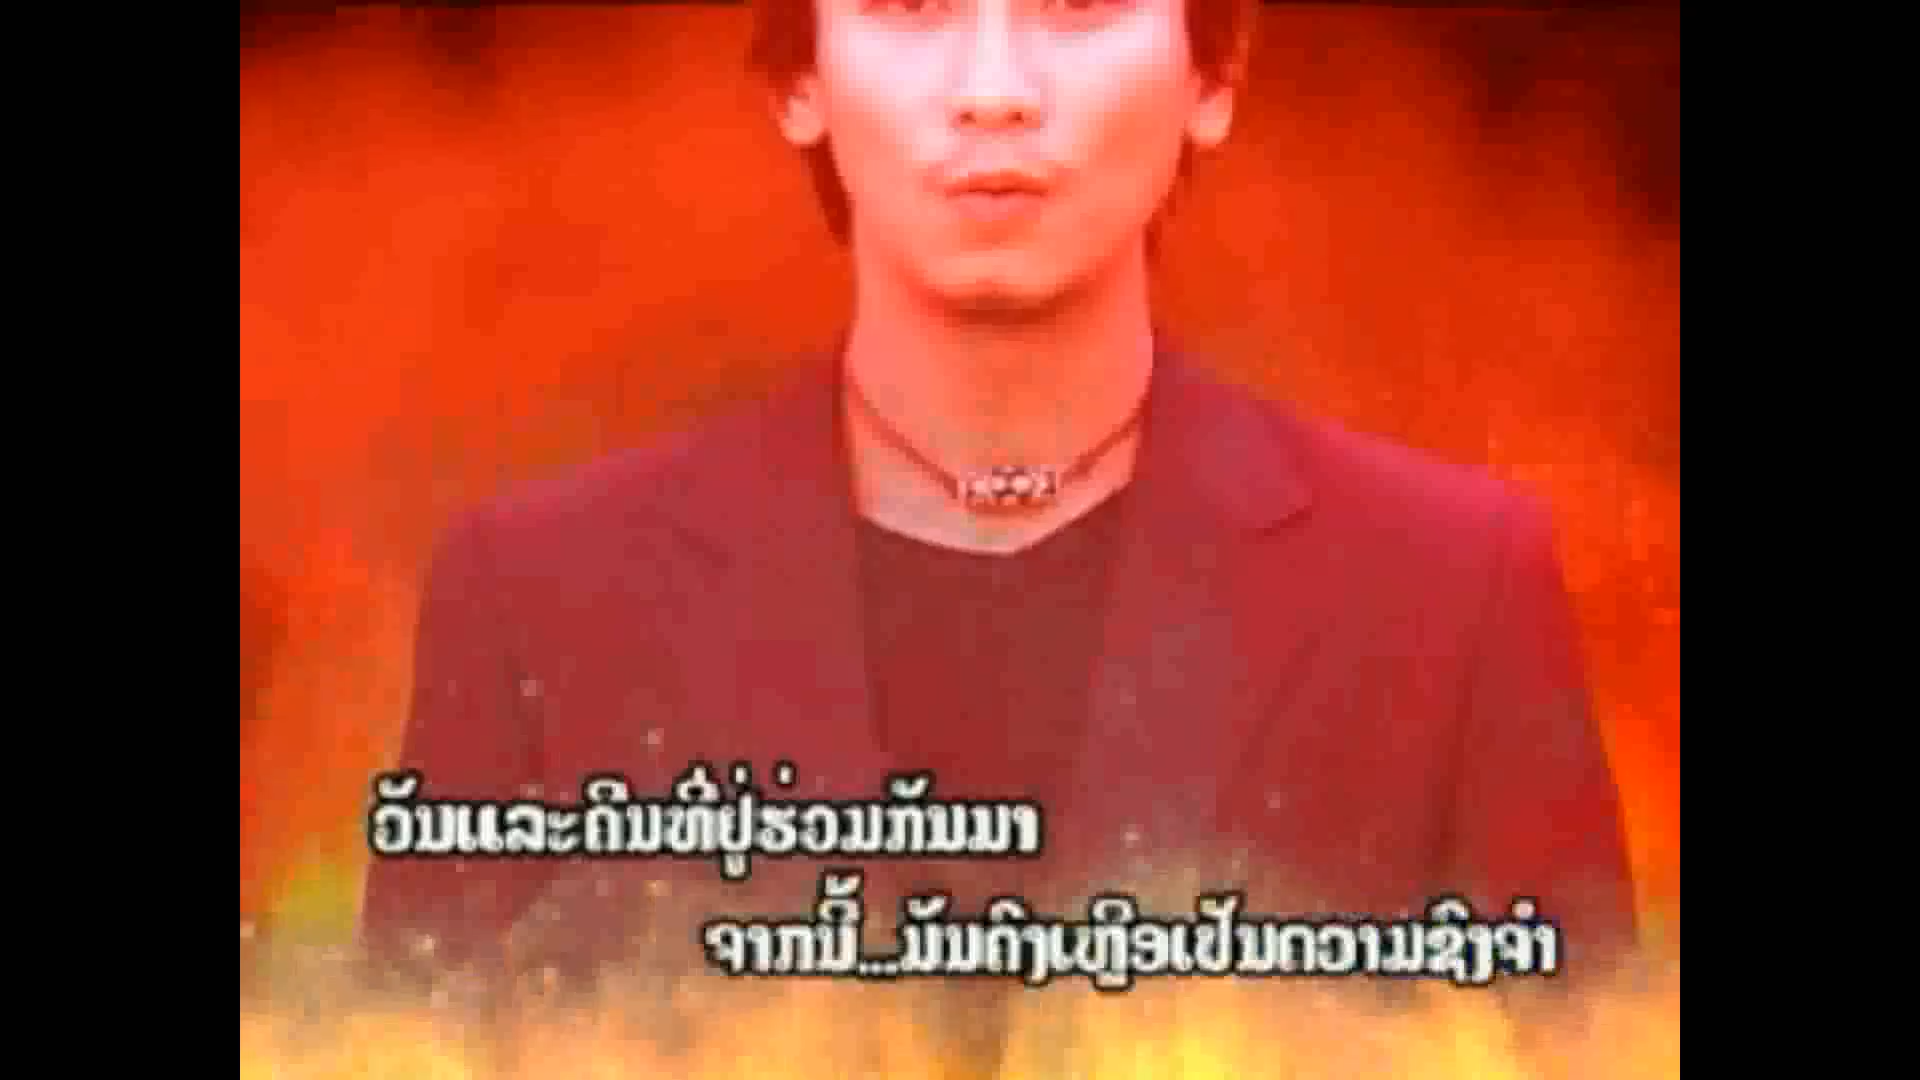 ວັນແລະຄືນທີ່ຢູ່ຮ່ວມກັນມາ
ຈາກນີ້...ມັນຄົງເຫຼືອເປັນຄວາມຊົງຈຳ